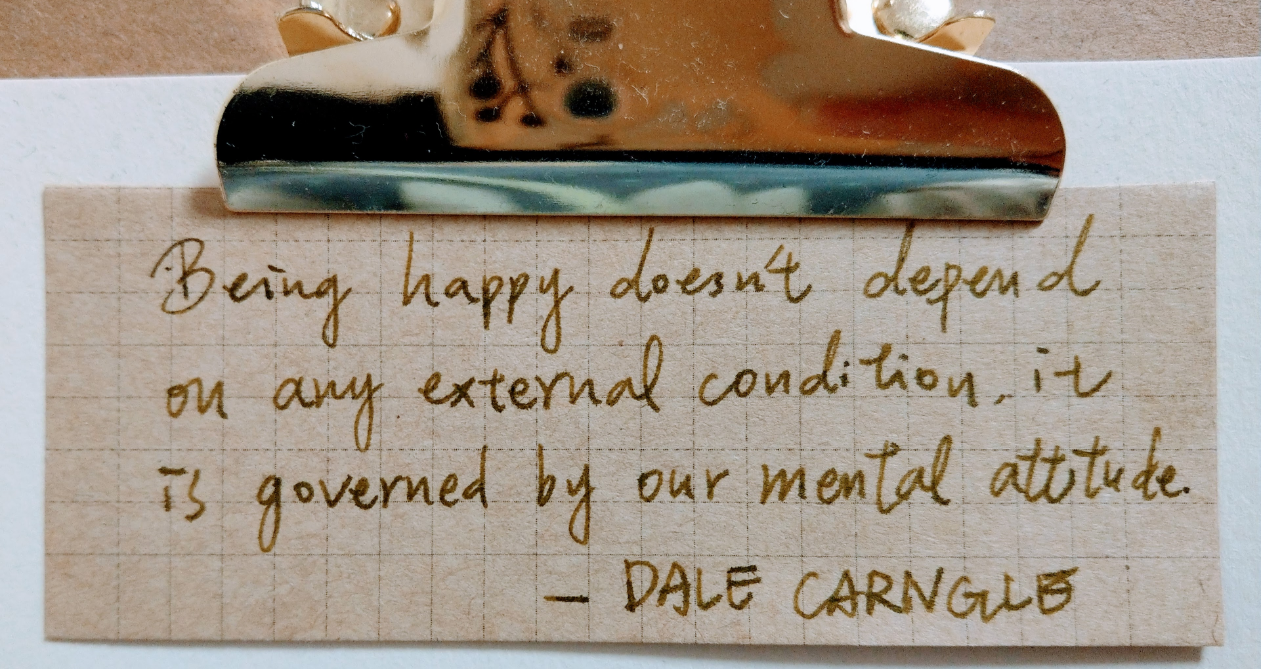 Being happy doesn't depend
on any external condition, it
is governed by our mental attitude.
— DALE CARNGLE